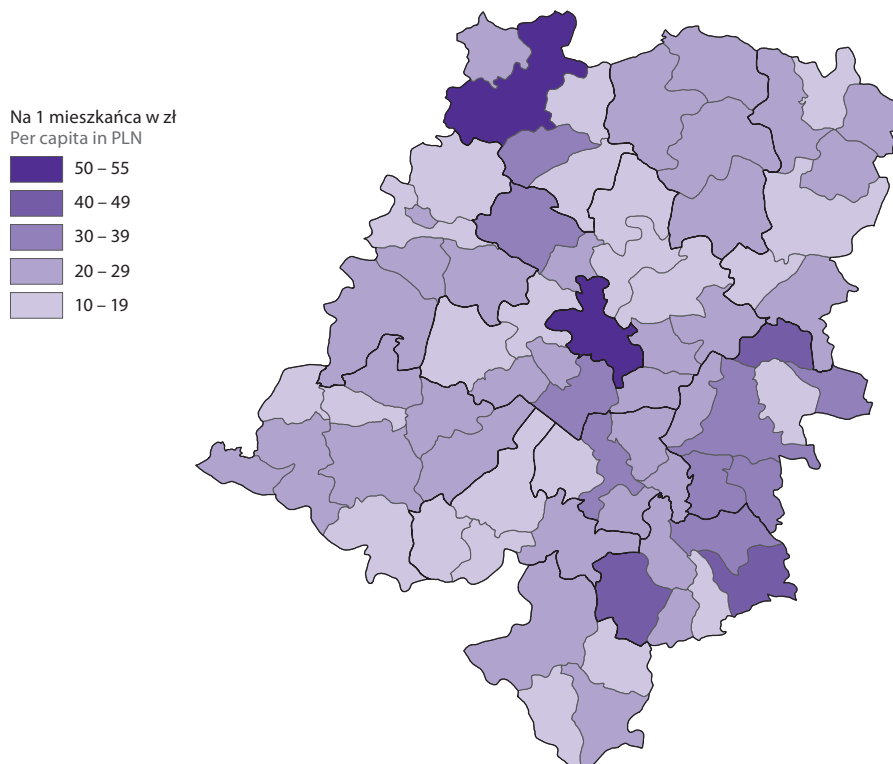 Na 1 mieszkańca w zł
Per capita in PLN
50 – 55
40 – 49
30 – 39
20 – 29
10 – 19